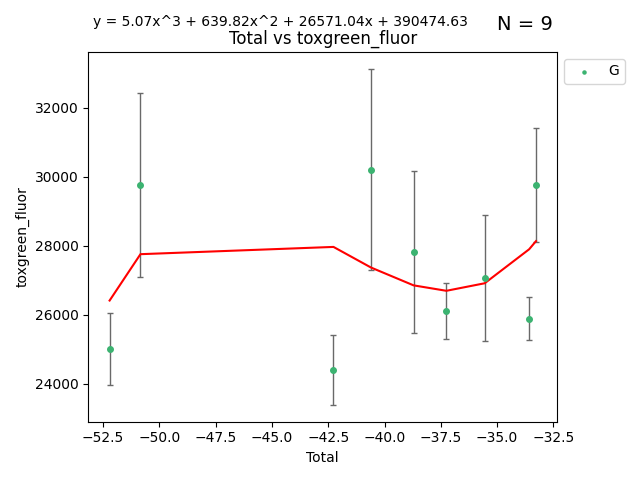 y = 5.07x^3 + 639.82x^2 + 26571.04x + 390474.63
N = 9
Total vs toxgreen_fluor
G
toxgreen_fluor
32000
30000
28000
26000
24000
−52.5 −50.0 −47.5 −45.0 −42.5 −40.0 −37.5 −35.0 −32.5
Total